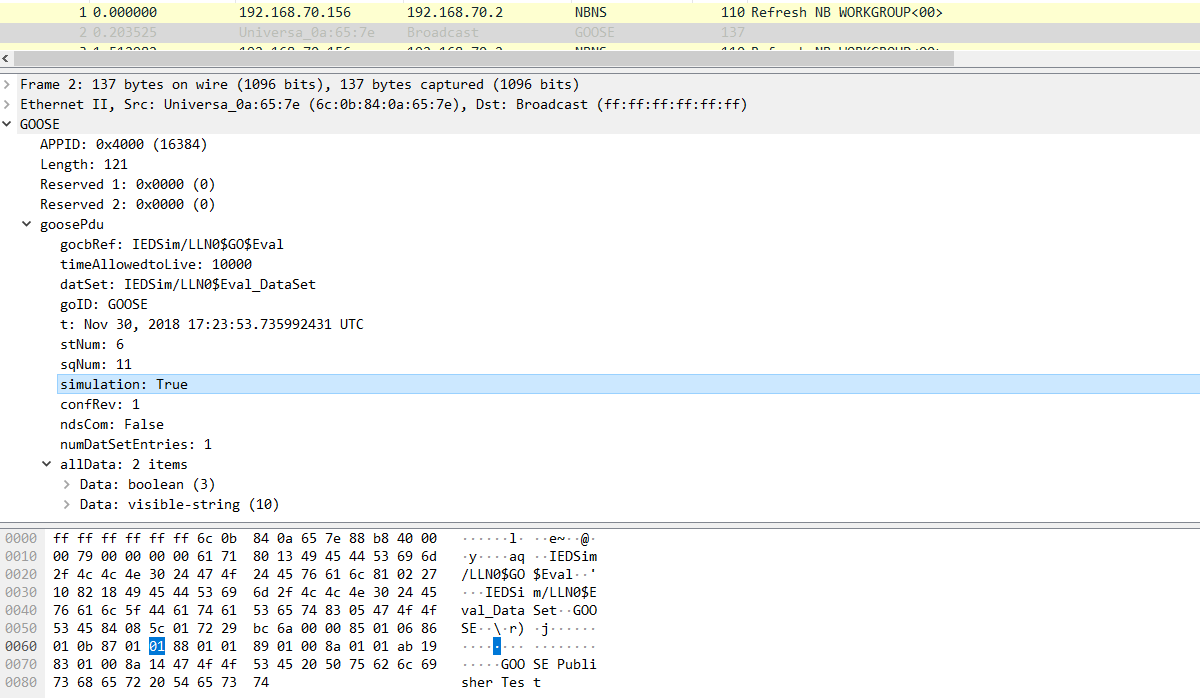 1 0.000000 192.168.70.156 192.168.70.2 NBNS 110 Refresh NB WORKGROUP<00>
2 0.203525 Universa_0a:65:7e Broadcast GOOSE 137
Frame 2: 137 bytes on wire (1096 bits), 137 bytes captured (1096 bits)
Ethernet II, Src: Universa_0a:65:7e (6c:0b:84:0a:65:7e), Dst: Broadcast (ff:ff:ff:ff:ff:ff)
GOOSE
APPID: 0x4000 (16384)
Length: 121
Reserved 1: 0x0000 (0)
Reserved 2: 0x0000 (0)
goosePdu
gocbRef: IEDSim/LLN0$GO$Eval
timeAllowedtoLive: 10000
datSet: IEDSim/LLN0$Eval_DataSet
goID: GOOSE
t: Nov 30, 2018 17:23:53.735992431 UTC
stNum: 6
sqNum: 11
simulation: True
confRev: 1
ndsCom: False
numDatSetEntries: 1
allData: 2 items
Data: boolean (3)
Data: visible-string (10)
0000 ff ff ff ff ff ff 6c 0b 84 0a 65 7e 88 b8 40 00 ······l· ··e~··@·
0010 00 79 00 00 00 00 61 71 80 13 49 45 44 53 69 6d ·y····aq ··IEDSim
0020 2f 4c 4c 4e 30 24 47 4f 24 45 76 61 6c 81 02 27 /LLN0$GO $Eval··'
0030 10 82 18 49 45 44 53 69 6d 2f 4c 4c 4e 30 24 45 ···IEDSi m/LLN0$E
0040 76 61 6c 5f 44 61 74 61 53 65 74 83 05 47 4f 4f val_Data Set··GOO
0050 53 45 84 08 5c 01 72 29 bc 6a 00 00 85 01 06 86 SE··\·r) ·j······
0060 01 0b 87 01 01 88 01 01 89 01 00 8a 01 01 ab 19 ········ ········
0070 83 01 00 8a 14 47 4f 4f 53 45 20 50 75 62 6c 69 ·····GOO SE Publi
0080 73 68 65 72 20 54 65 73 74 sher Tes t